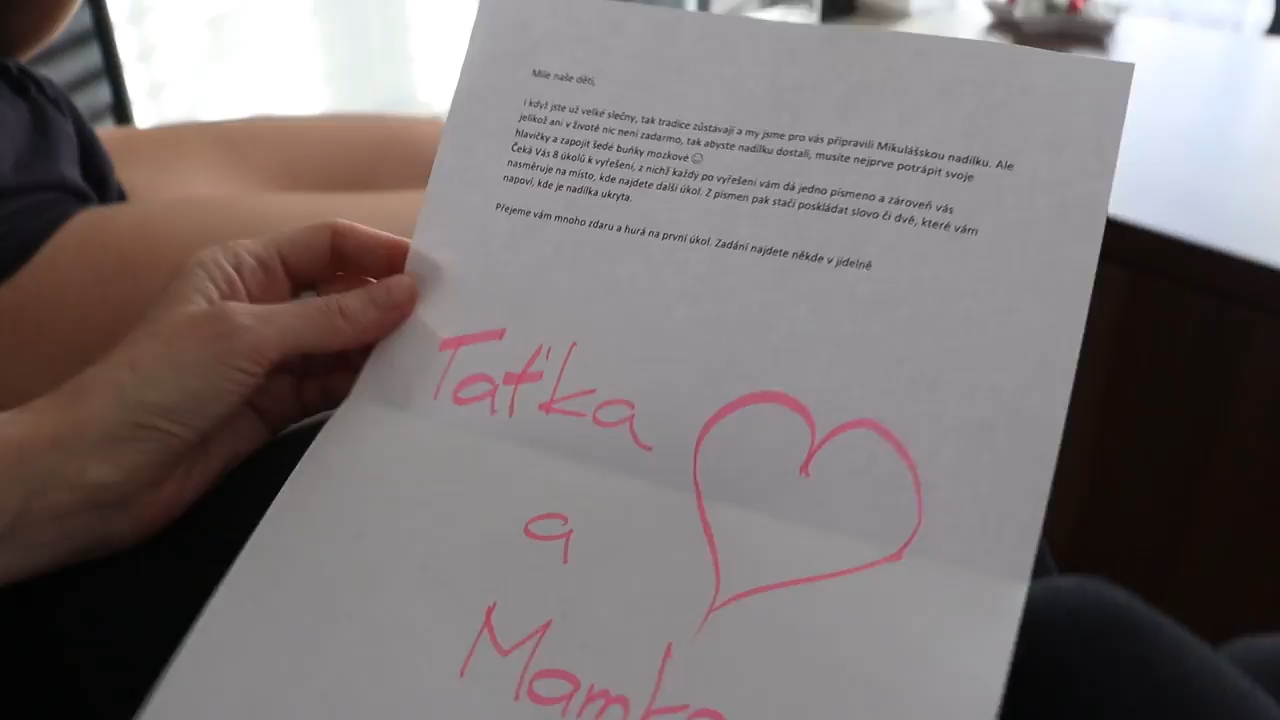 Milé naše děti,
I když jste už velké slečny, tak tradice zůstávají a my jsme pro vás připravili Mikulášskou nadílku. Ale
jelikož ani v životě nic není zadarmo, tak abyste nadílku dostali, musíte nejprve potrápit svoje
hlavičky a zapojit šedé buňky mozkové ☺
Čeká Vás 8 úkolů k vyřešení, z nichž každý po vyřešení vám dá jedno písmeno a zároveň vás
nasměruje na místo, kde najdete další úkol. Z písmen pak stačí poskládat slovo či dvě, které vám
napoví, kde je nadílka ukryta.
Přejeme vám mnoho zdaru a hurá na první úkol. Zadání najdete někde v jídelně
Taťka
a
Mamka